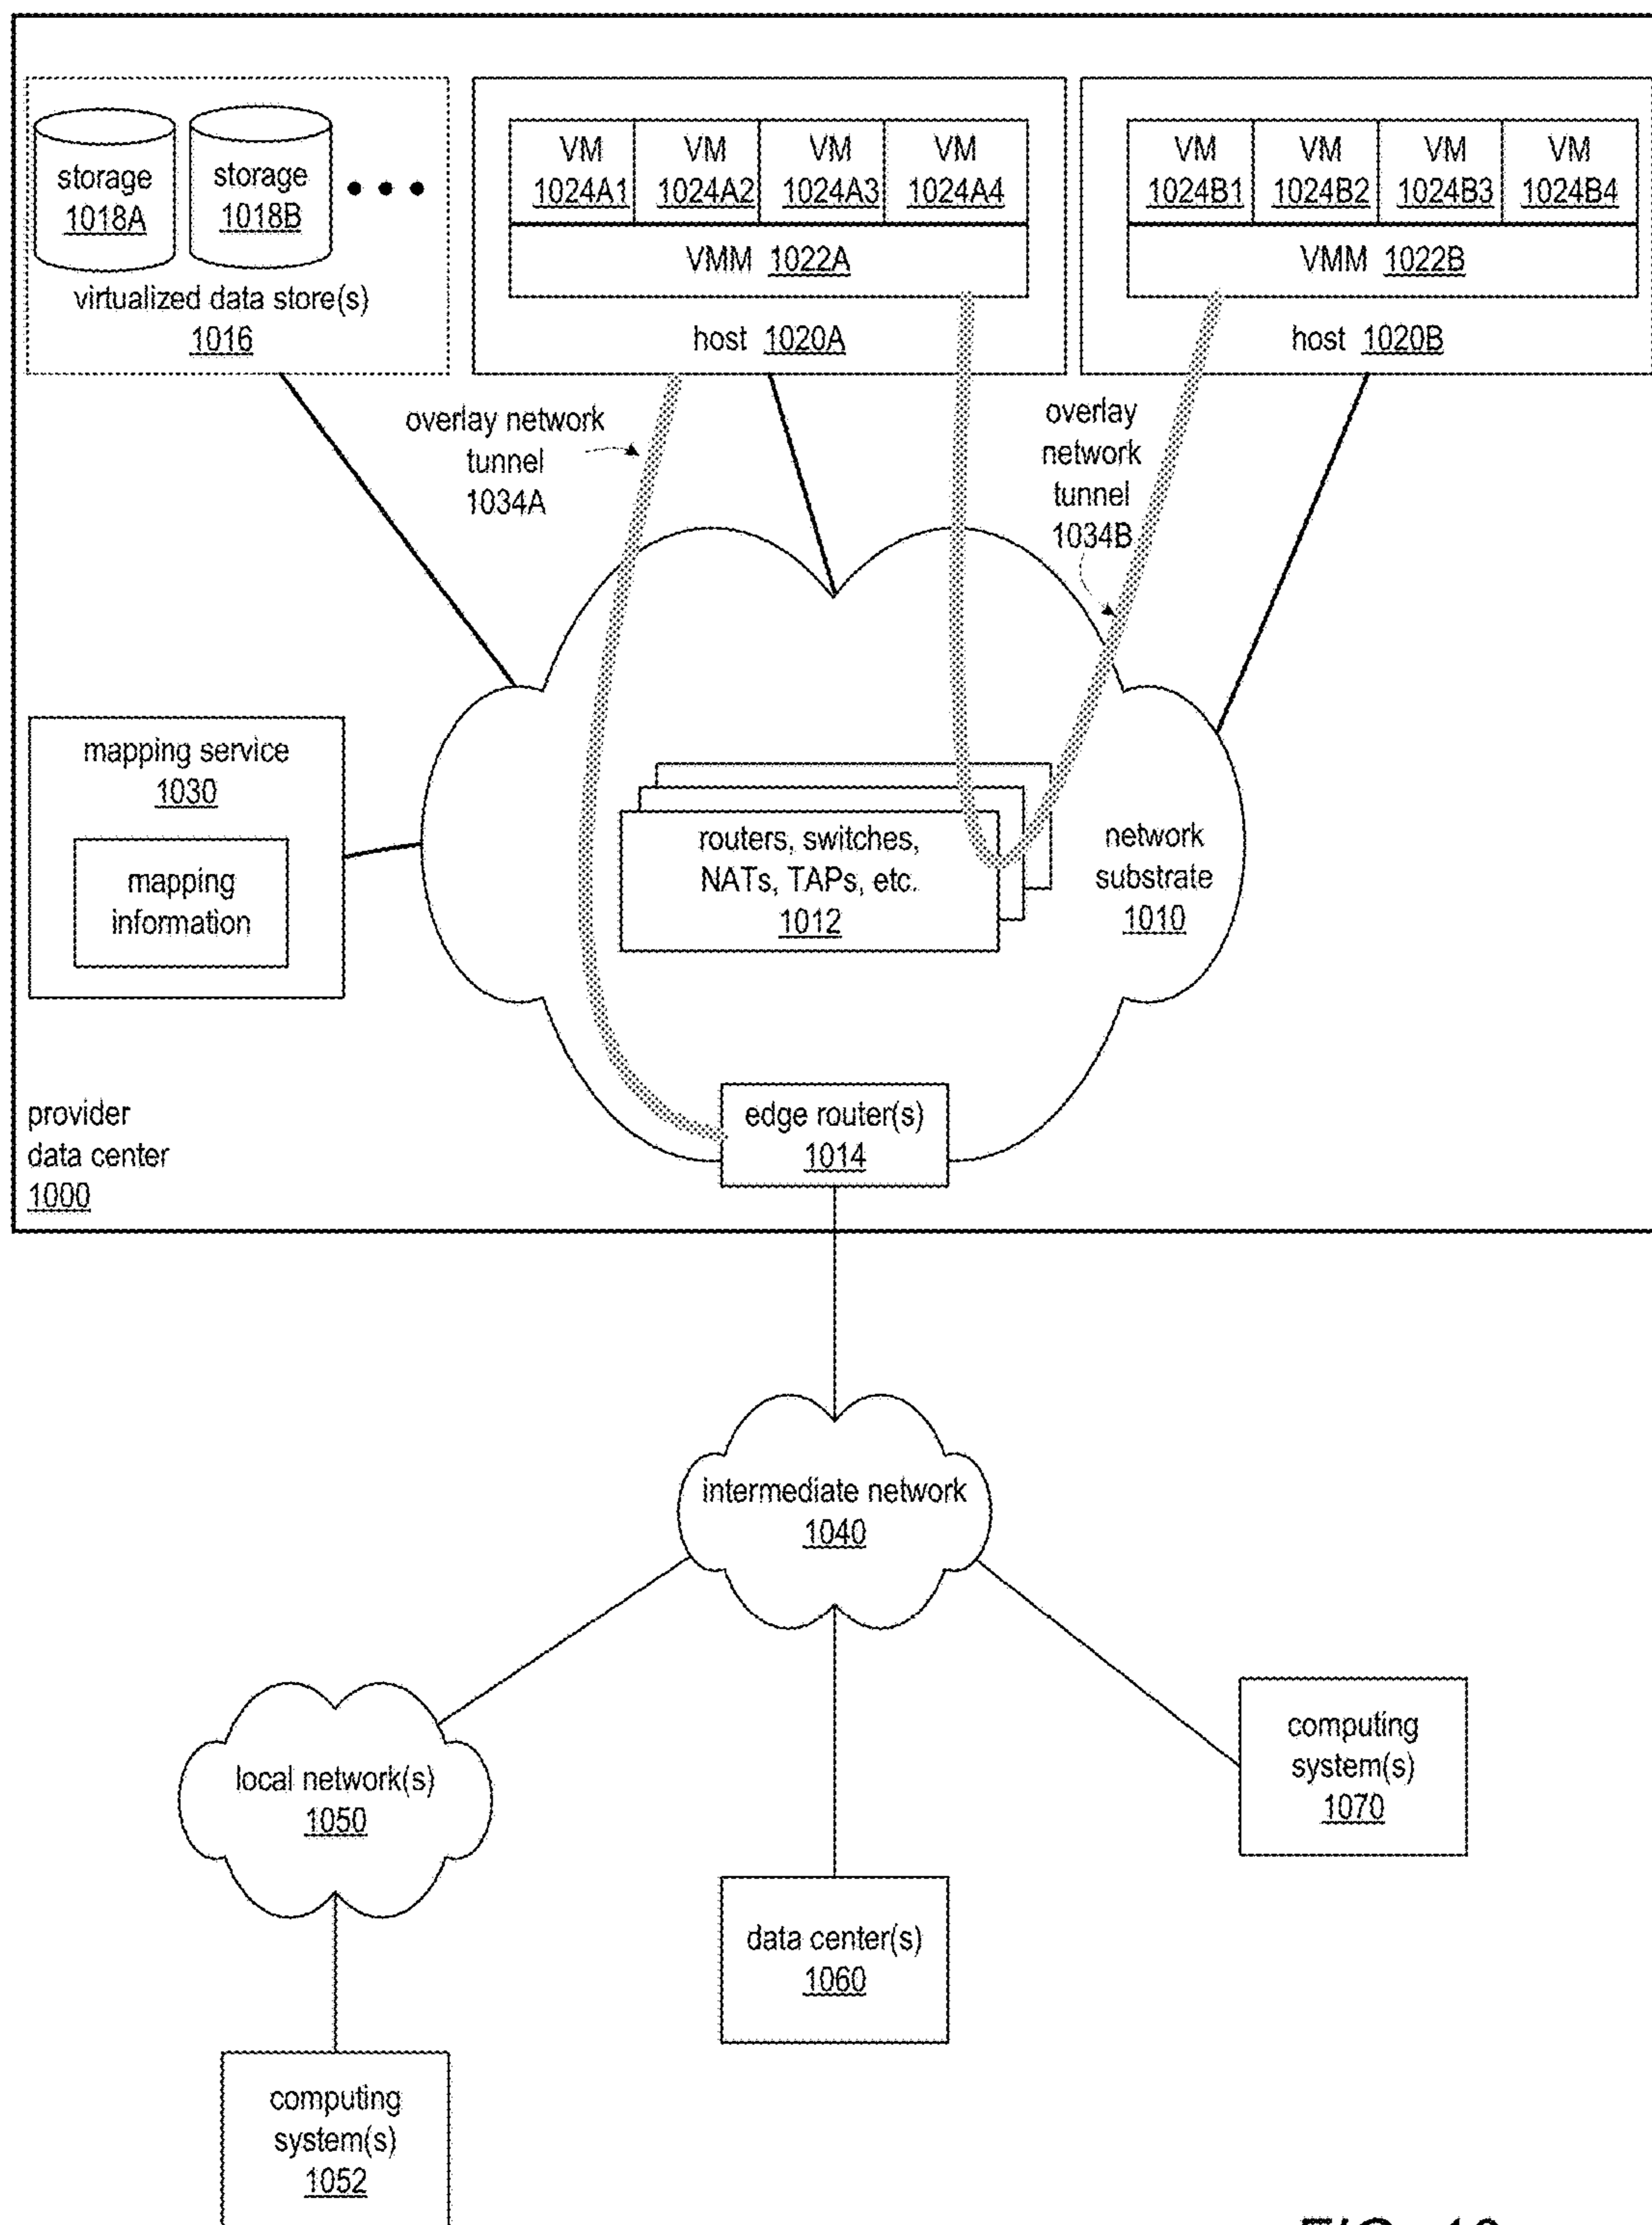 storage
1018A
storage
1018B
virtualized data store(s)
1016
VM
1024A1
VM
1024A2
VM
1024A3
VM
1024A4
VMM 1022A
host 1020A
VM
1024B1
VM
1024B2
VM
1024B3
VM
1024B4
VMM 1022B
host 1020B
overlay network
tunnel
1034A
overlay
network
tunnel
1034B
mapping service
1030
mapping
information
routers, switches,
NATs, TAPs, etc.
1012
network
substrate
1010
provider
data center
1000
edge router(s)
1014
intermediate network
1040
local network(s)
1050
computing
system(s)
1070
data center(s)
1060
computing
system(s)
1052